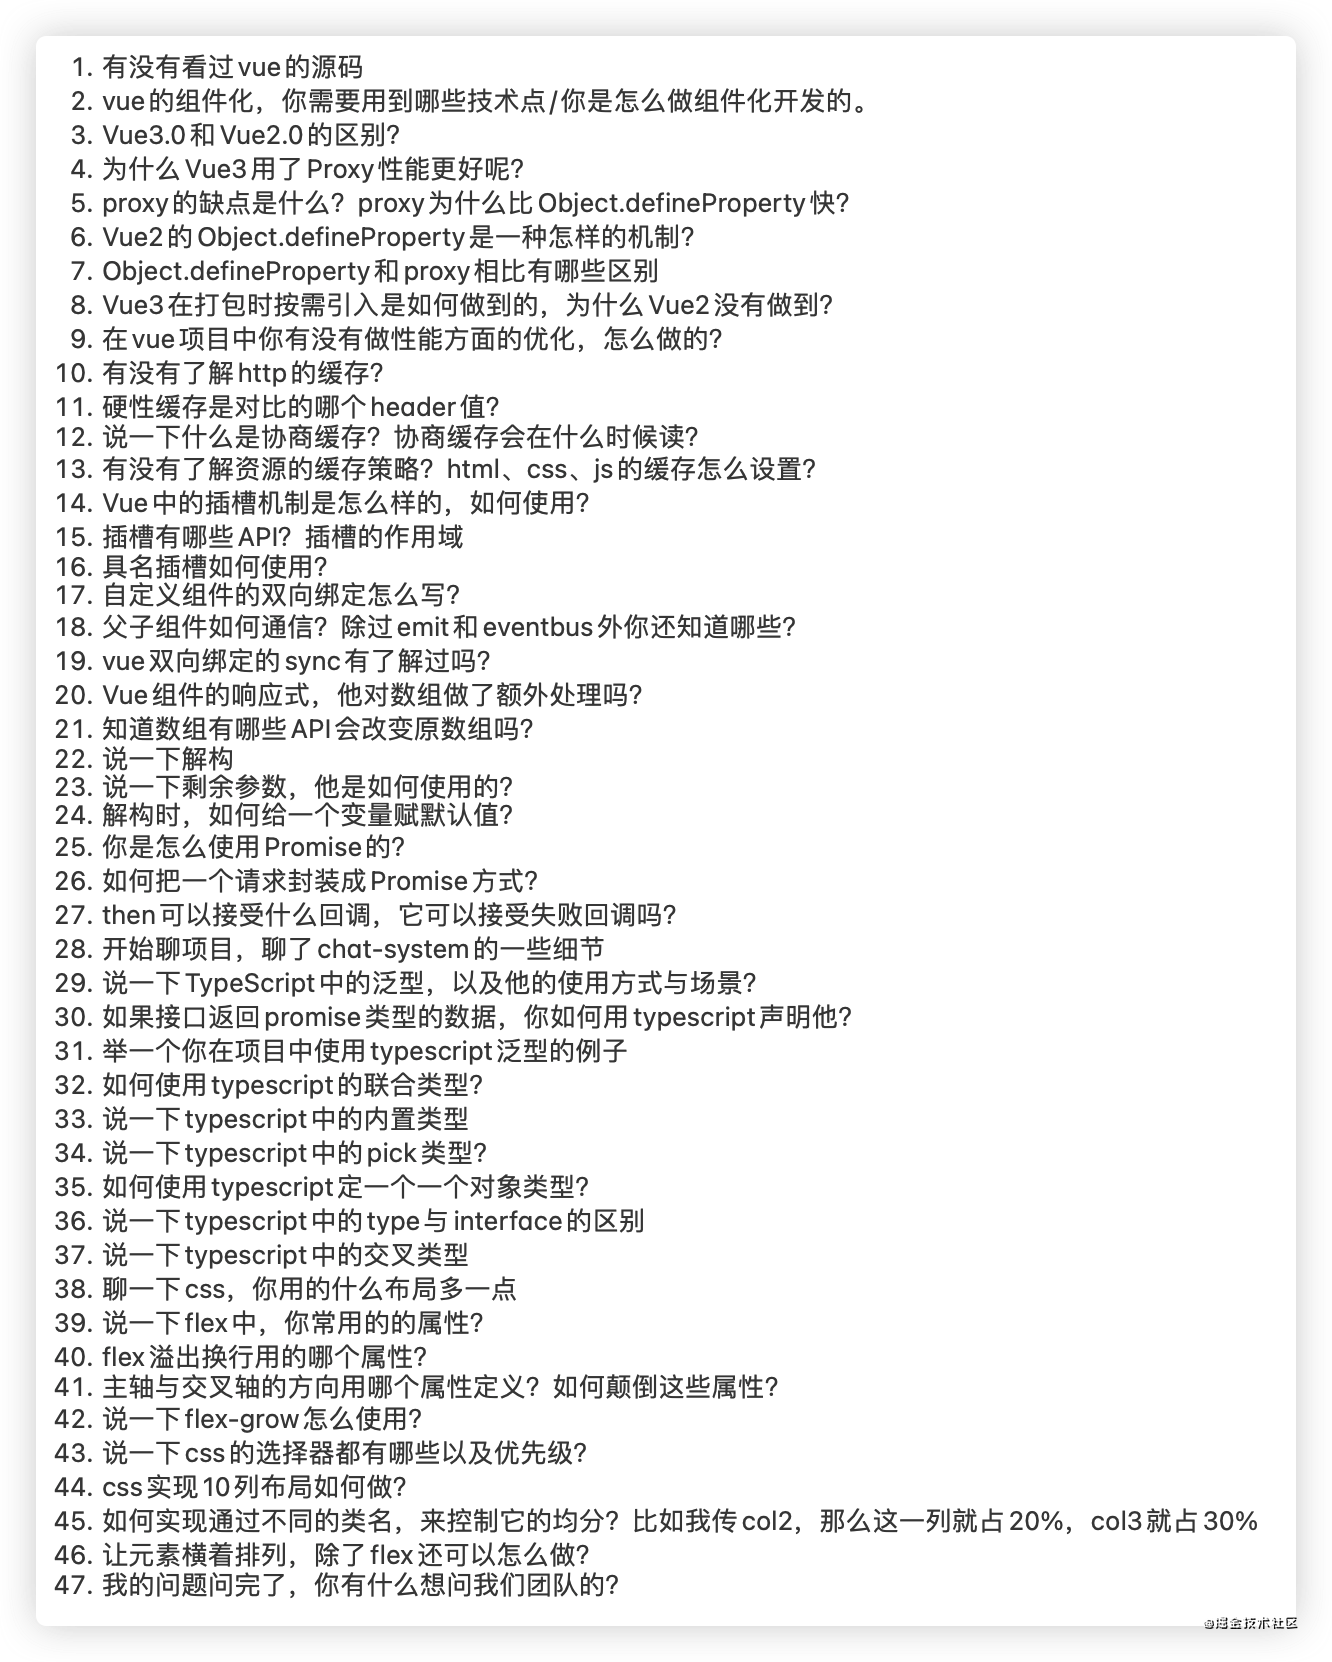 1. 有没有看过vue的源码
2. vue的组件化，你需要用到哪些技术点/你是怎么做组件化开发的。
3. Vue3.0和Vue2.0的区别?
4. 为什么Vue3用了Proxy性能更好呢?
5. proxy的缺点是什么? proxy为什么比Object.defineProperty快?
6. Vue2的Object.defineProperty是一种怎样的机制?
7. Object.defineProperty和proxy相比有哪些区别
8. Vue3在打包时按需引入是如何做到的，为什么Vue2没有做到?
9. 在vue项目中你有没有做性能方面的优化，怎么做的?
10. 有没有了解http的缓存?
11. 硬性缓存是对比的哪个header值?
12. 说一下什么是协商缓存? 协商缓存会在什么时候读?
13. 有没有了解资源的缓存策略? html、css、js的缓存怎么设置?
14. Vue中的插槽机制是怎么样的，如何使用?
15. 插槽有哪些API? 插槽的作用域
16. 具名插槽如何使用?
17. 自定义组件的双向绑定怎么写?
18. 父子组件如何通信? 除过emit和eventbus外你还知道哪些?
19. vue双向绑定的sync有了解过吗?
20. Vue组件的响应式，他对数组做了额外处理吗?
21. 知道数组有哪些API会改变原数组吗?
22. 说一下解构
23. 说一下剩余参数，他是如何使用的?
24. 解构时，如何给一个变量赋默认值?
25. 你是怎么使用Promise的?
26. 如何把一个请求封装成Promise方式?
27. then可以接受什么回调，它可以接受失败回调吗?
28. 开始聊项目，聊了chat-system的一些细节
29. 说一下TypeScript中的泛型，以及他的使用方式与场景?
30. 如果接口返回promise类型的数据，你如何用typescript声明他?
31. 举一个你在项目中使用typescript泛型的例子
32. 如何使用typescript的联合类型?
33. 说一下typescript中的内置类型
34. 说一下typescript中的pick类型?
35. 如何使用typescript定一个一个对象类型?
36. 说一下typescript中的type与interface的区别
37. 说一下typescript中的交叉类型
38. 聊一下css，你用的什么布局多一点
39. 说一下flex中，你常用的的属性?
40. flex溢出换行用的哪个属性?
41. 主轴与交叉轴的方向用哪个属性定义? 如何颠倒这些属性?
42. 说一下flex-grow怎么使用?
43. 说一下css的选择器都有哪些以及优先级?
44. css实现10列布局如何做?
45. 如何实现通过不同的类名，来控制它的均分? 比如我传col2，那么这一列就占20%，col3就占30%
46. 让元素横着排列，除了flex还可以怎么做?
47. 我的问题问完了，你有什么想问我们团队的?
@掘金技术社区